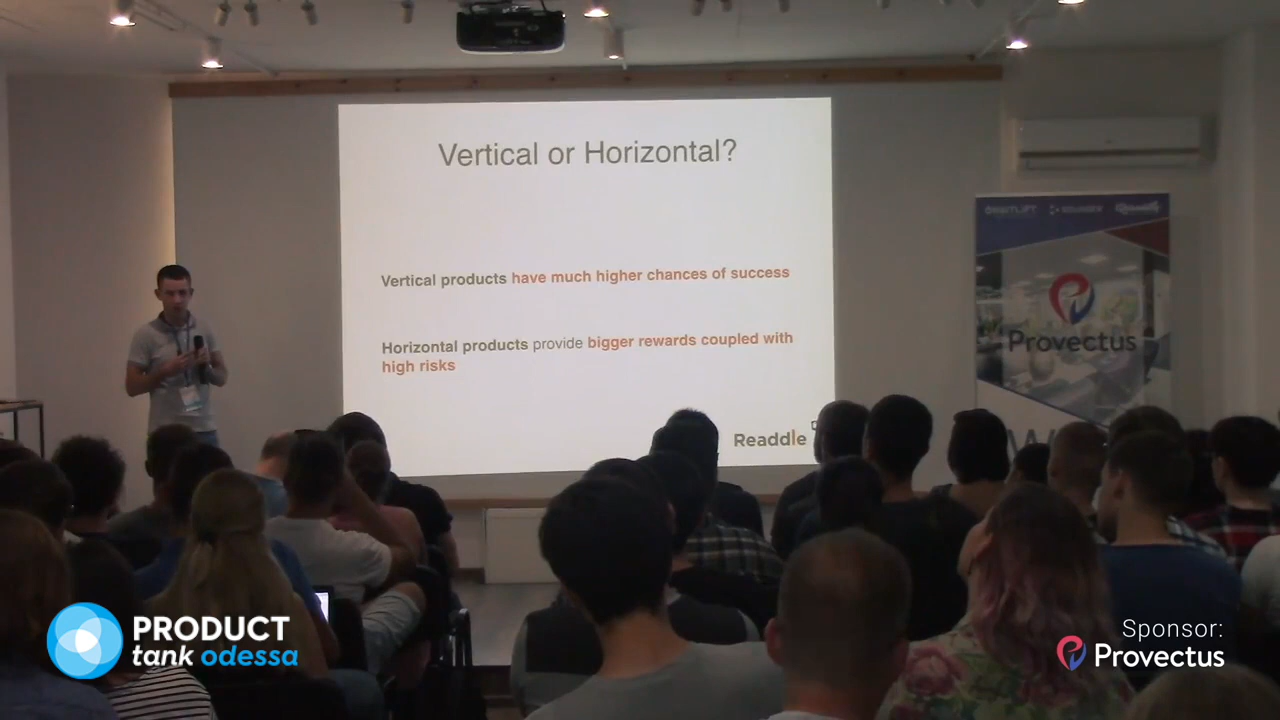 Vertical or Horizontal?
Vertical products have much higher chances of success
Horizontal products provide bigger rewards coupled with
high risks
Readdle
Provectus
PRODUCT
tank odessa
Sponsor:
Provectus